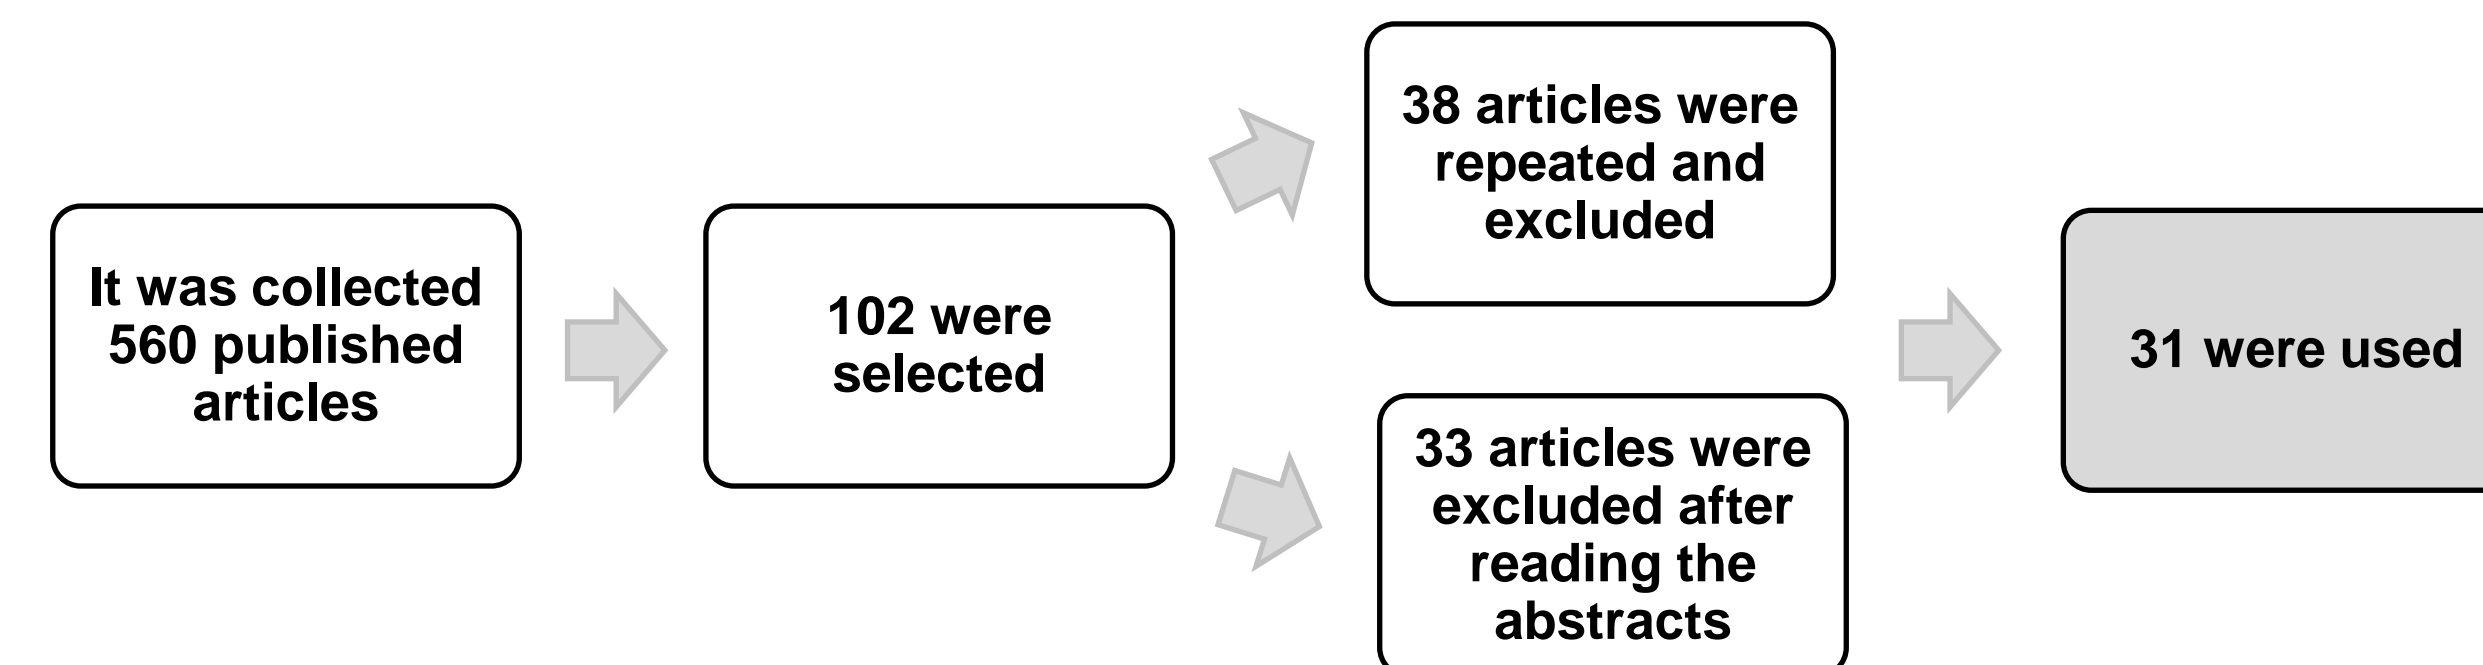 It was collected
560 published
articles
102 were
selected
38 articles were
repeated and
excluded
33 articles were
excluded after
reading the
abstracts
31 were used